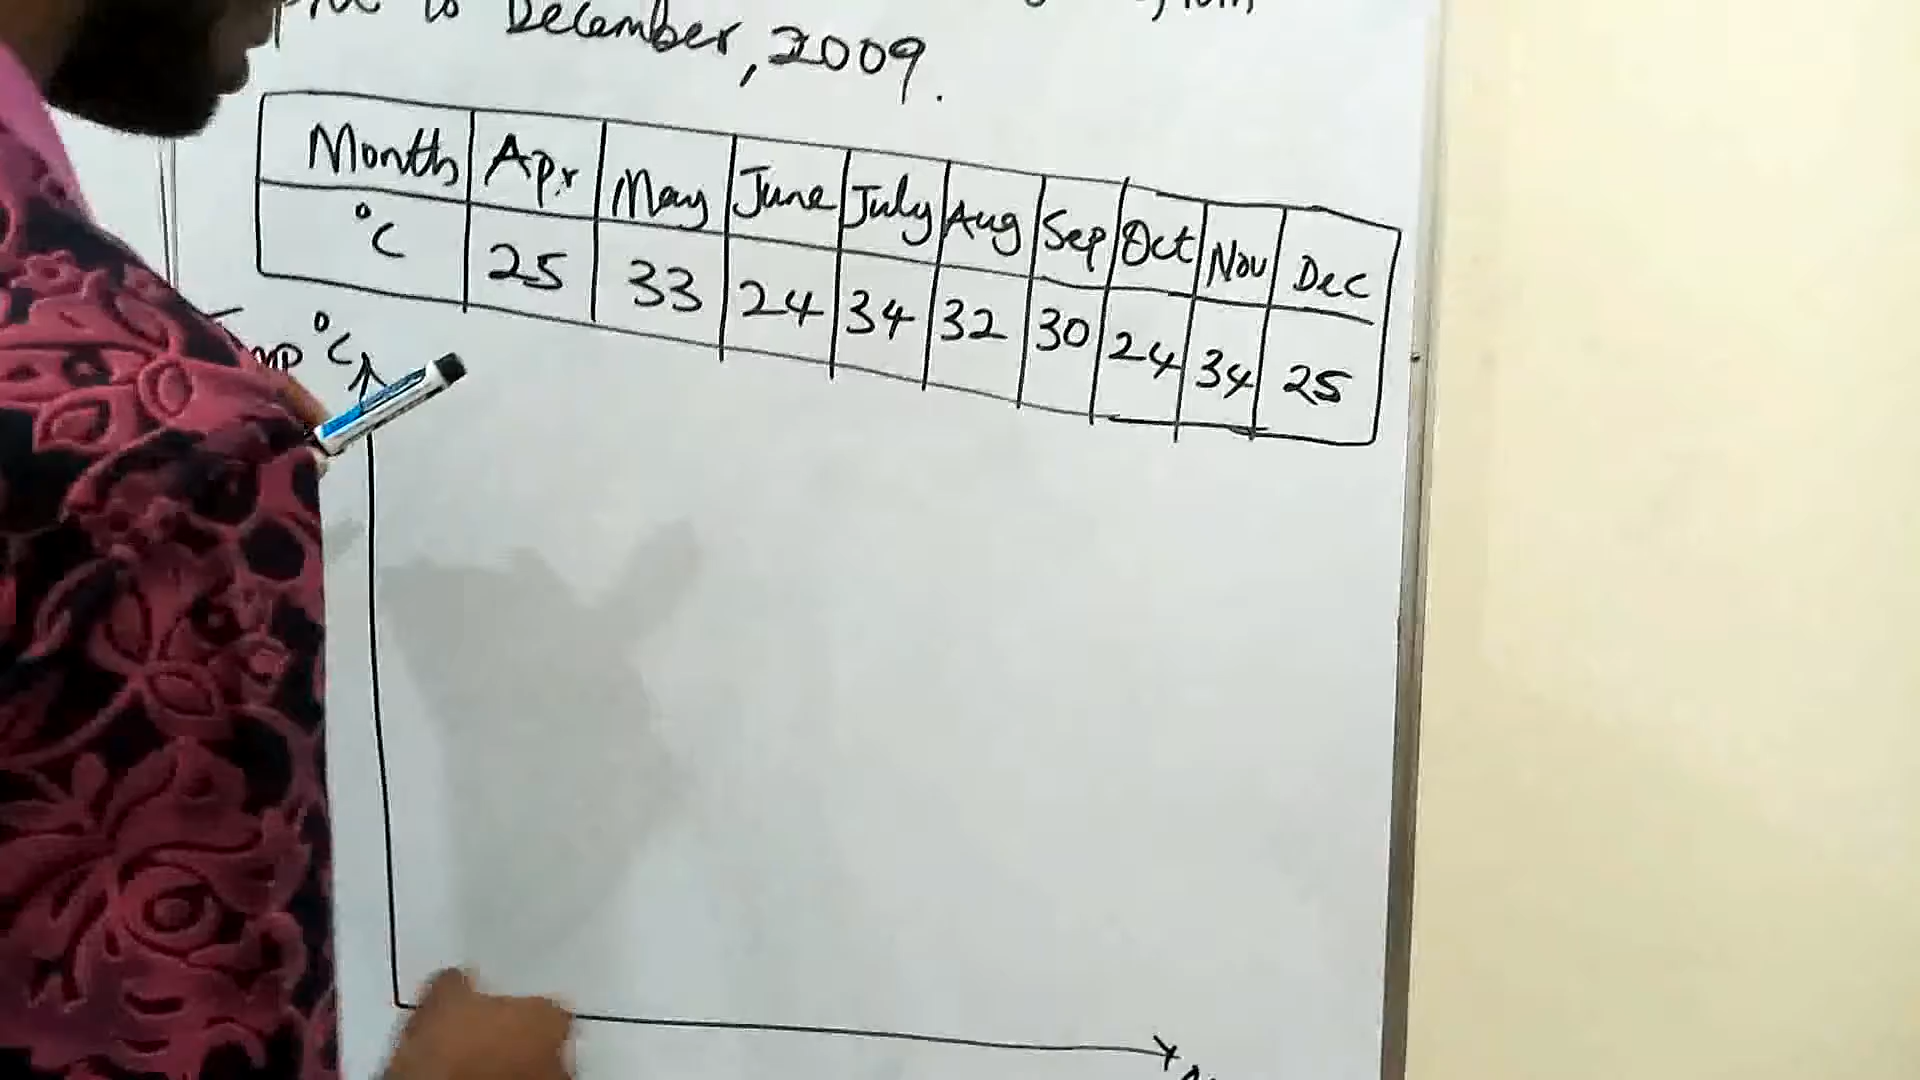 to December, 2009.
Month Apr May June July Aug Sep Oct Nov Dec
°C 25 33 24 34 32 30 24 34 25
°C